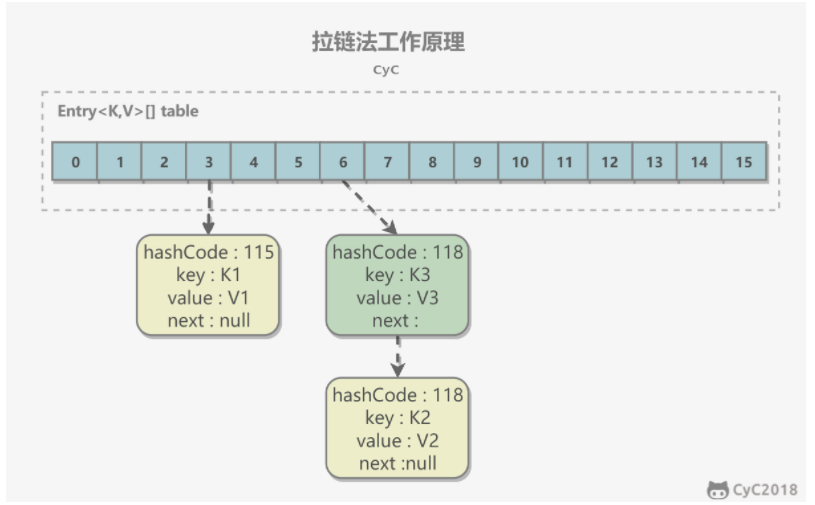 拉链法工作原理
CyC
Entry<K,V>[] table
0 1 2 3 4 5 6 7 8 9 10 11 12 13 14 15
hashCode : 115
key : K1
value : V1
next : null
hashCode : 118
key : K3
value : V3
next :
hashCode : 118
key : K2
value : V2
next :null
CyC2018